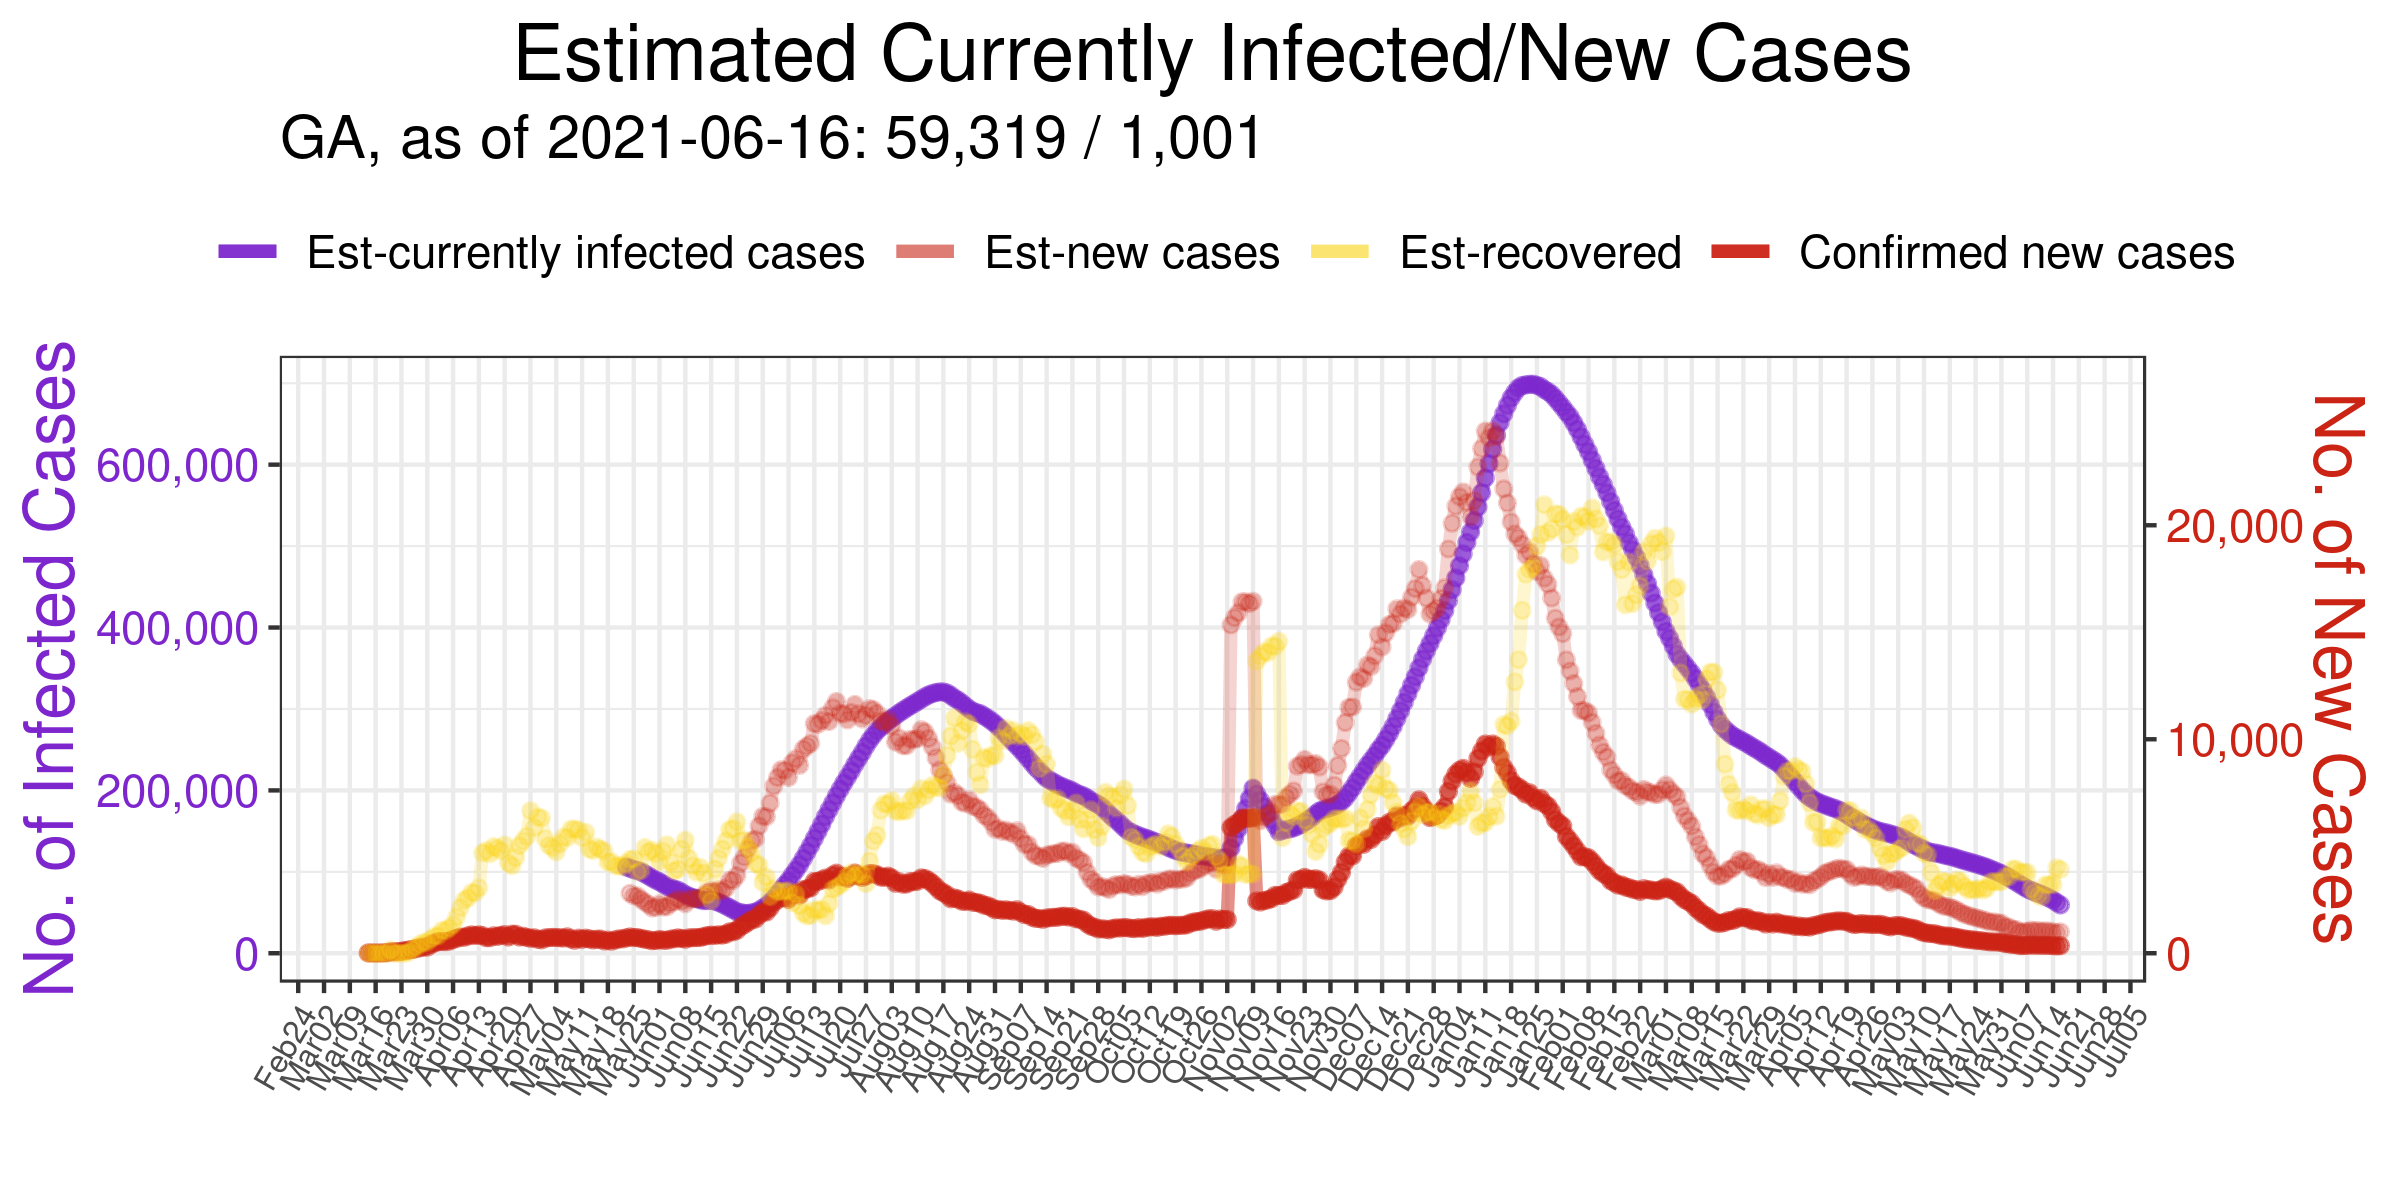 Estimated Currently Infected/New Cases
GA, as of 2021-06-16: 59,319 / 1,001
Est-currently infected cases
Est-new cases
Est-recovered
Confirmed new cases
No. of Infected Cases
600,000
400,000
200,000
0
20,000
10,000
0
No. of New Cases
Feb24
Mar02
Mar09
Mar16
Mar23
Mar30
Apr06
Apr13
Apr20
Apr27
May04
May11
May18
May25
Jun01
Jun08
Jun15
Jun22
Jun29
Jul06
Jul13
Jul20
Jul27
Aug03
Aug10
Aug17
Aug24
Aug31
Sep07
Sep14
Sep21
Sep28
Oct05
Oct12
Oct19
Oct26
Nov02
Nov09
Nov16
Nov23
Nov30
Dec07
Dec14
Dec21
Dec28
Jan04
Jan11
Jan18
Jan25
Feb01
Feb08
Feb15
Feb22
Mar01
Mar08
Mar15
Mar22
Mar29
Apr05
Apr12
Apr19
Apr26
May03
May10
May17
May24
May31
Jun07
Jun14
Jun21
Jun28
Jul05